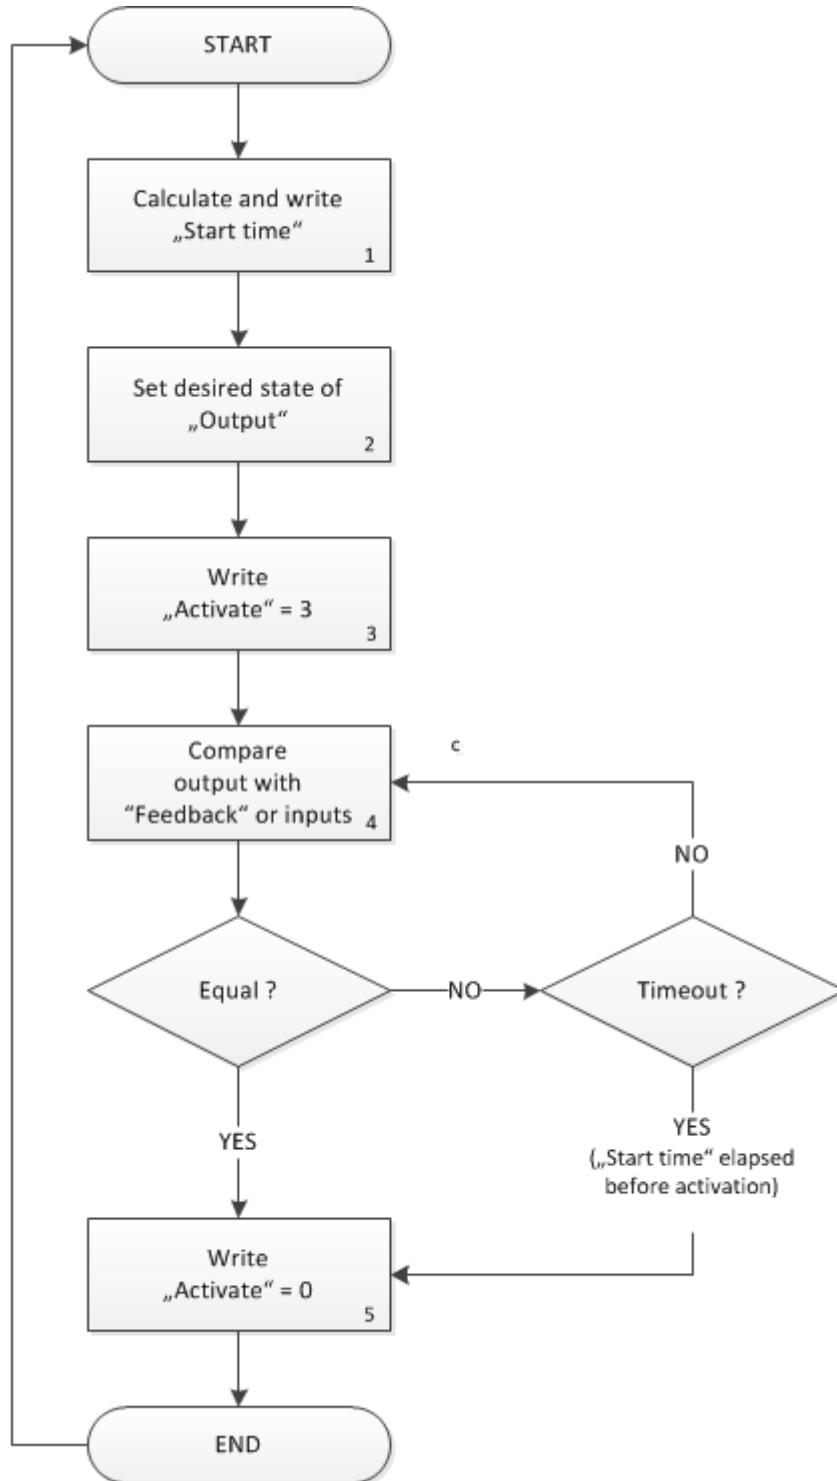 START
Calculate and write
„Start time“
1
Set desired state of
„Output“
2
Write
„Activate“ = 3
3
Compare
output with
“Feedback“ or inputs
4
c
NO
Equal ?
NO
Timeout ?
YES
YES
(„Start time“ elapsed
before activation)
Write
„Activate“ = 0
5
END